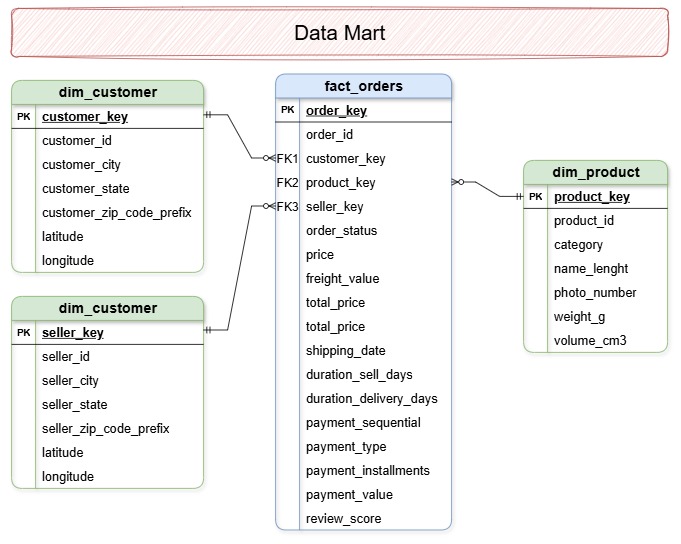 Data Mart
dim_customer
PK customer_key
customer_id
customer_city
customer_state
customer_zip_code_prefix
latitude
longitude
dim_customer
PK seller_key
seller_id
seller_city
seller_state
seller_zip_code_prefix
latitude
longitude
fact_orders
PK order_key
order_id
FK1 customer_key
FK2 product_key
FK3 seller_key
order_status
price
freight_value
total_price
total_price
shipping_date
duration_sell_days
duration_delivery_days
payment_sequential
payment_type
payment_installments
payment_value
review_score
dim_product
PK product_key
product_id
category
name_lenght
photo_number
weight_g
volume_cm3